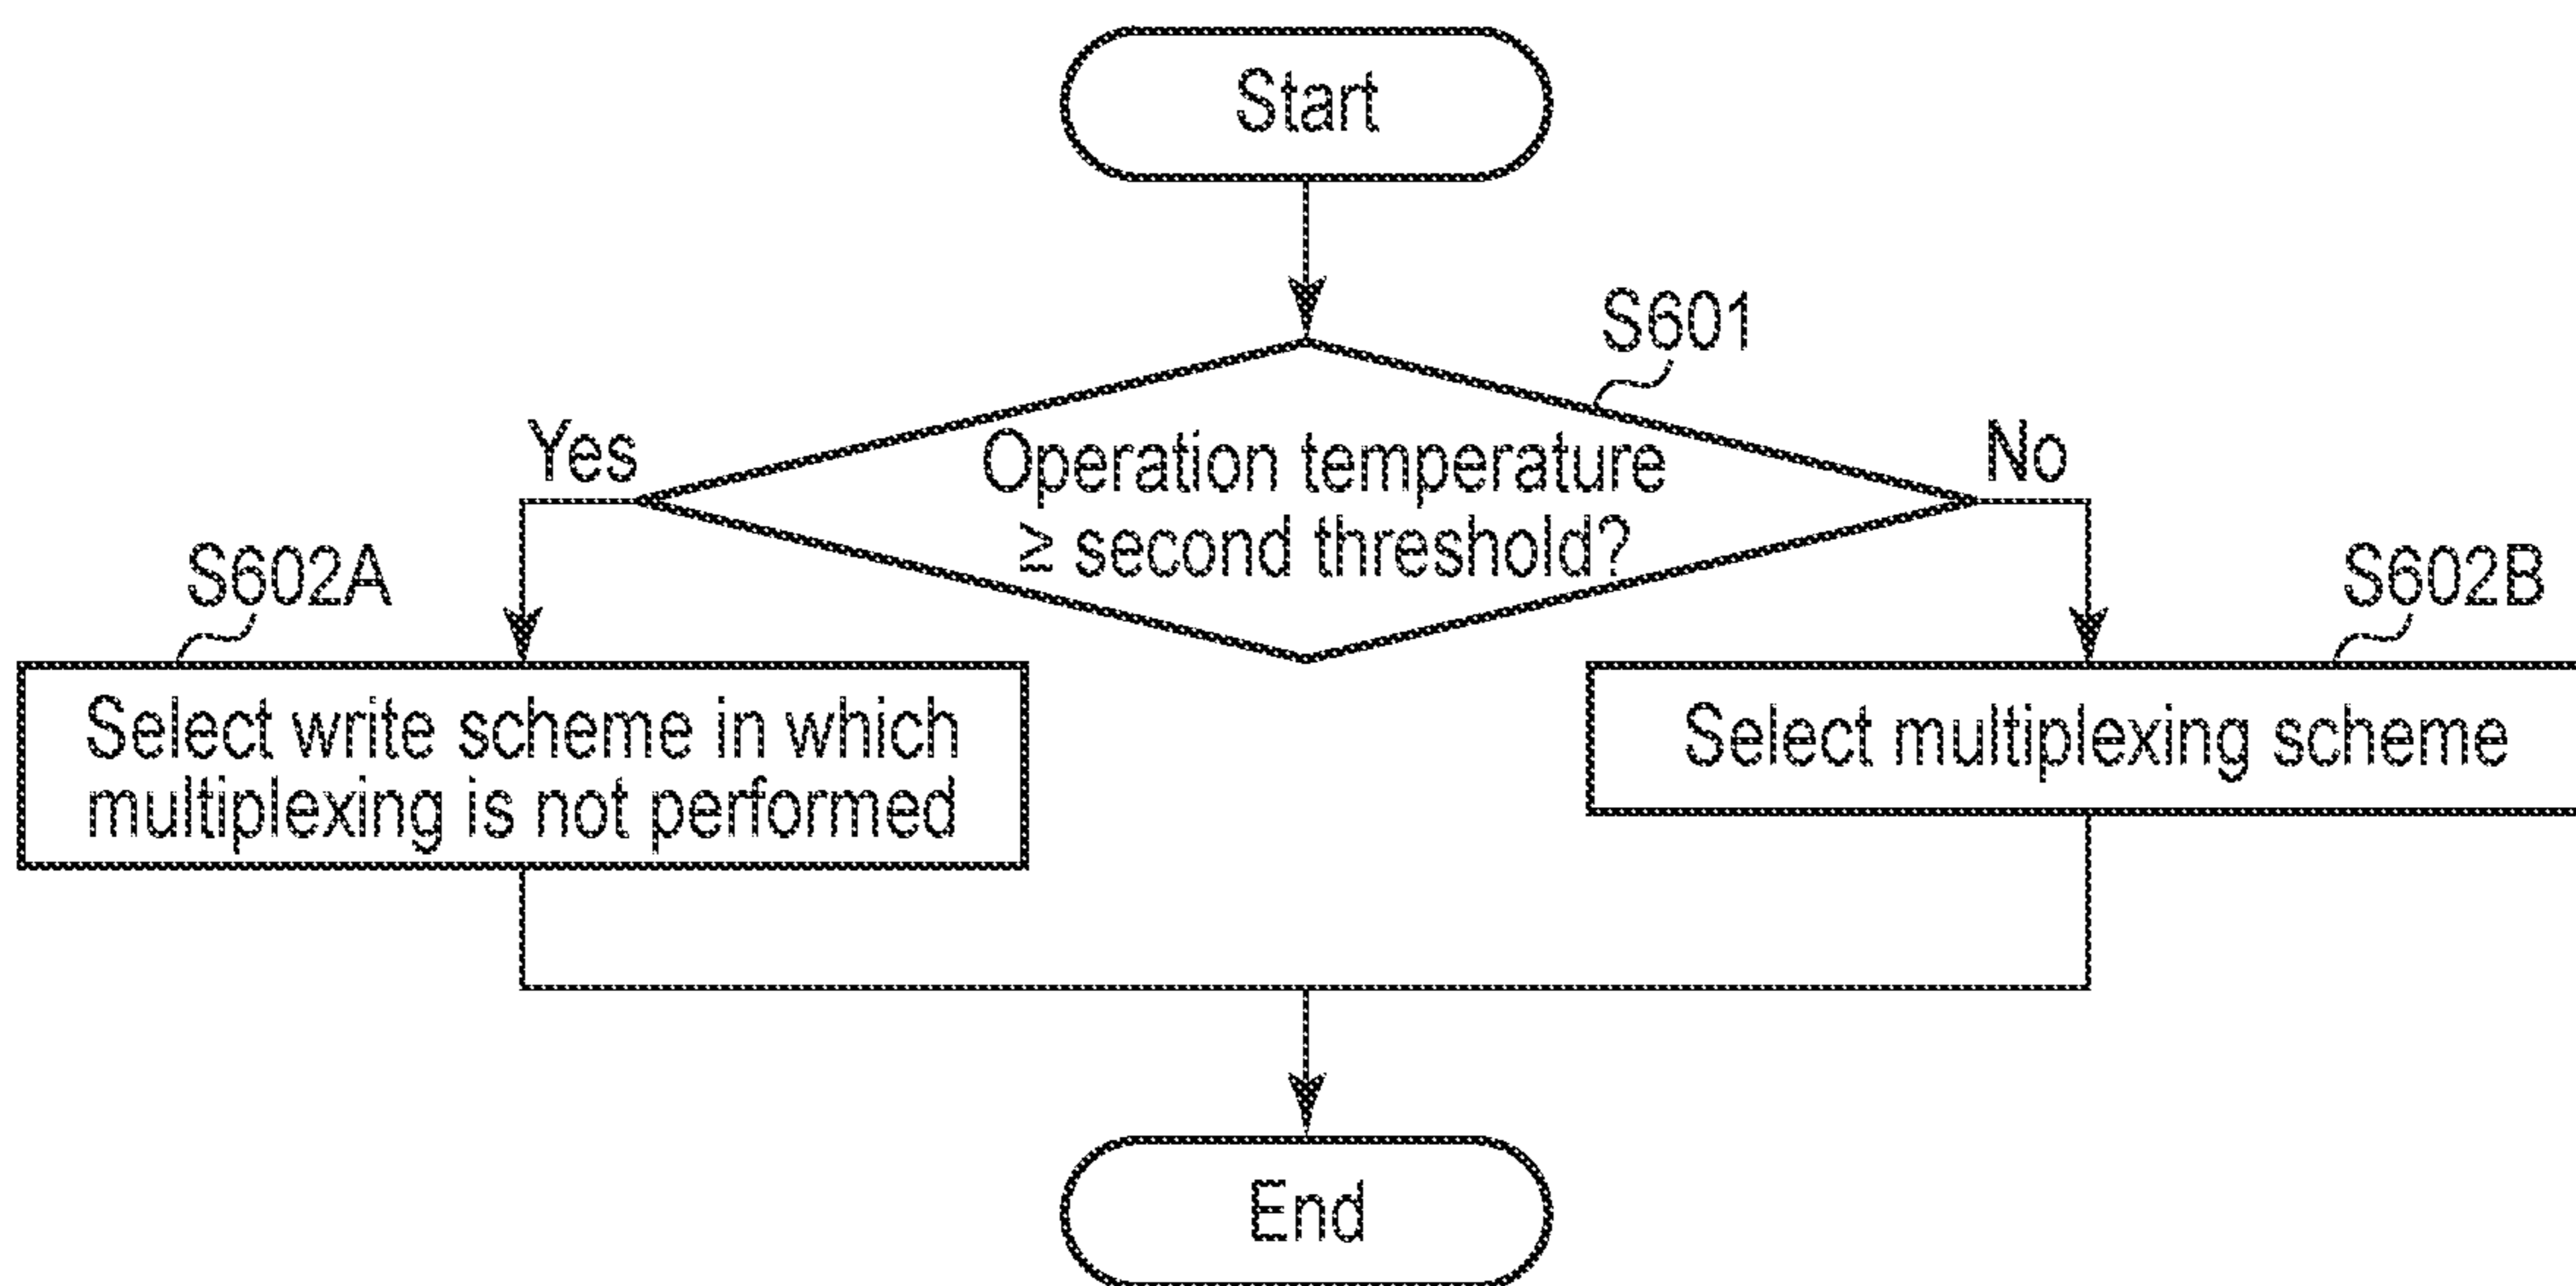 Start
S601
Yes
Operation temperature
≥ second threshold?
No
S602A
S602B
Select write scheme in which
multiplexing is not performed
Select multiplexing scheme
End